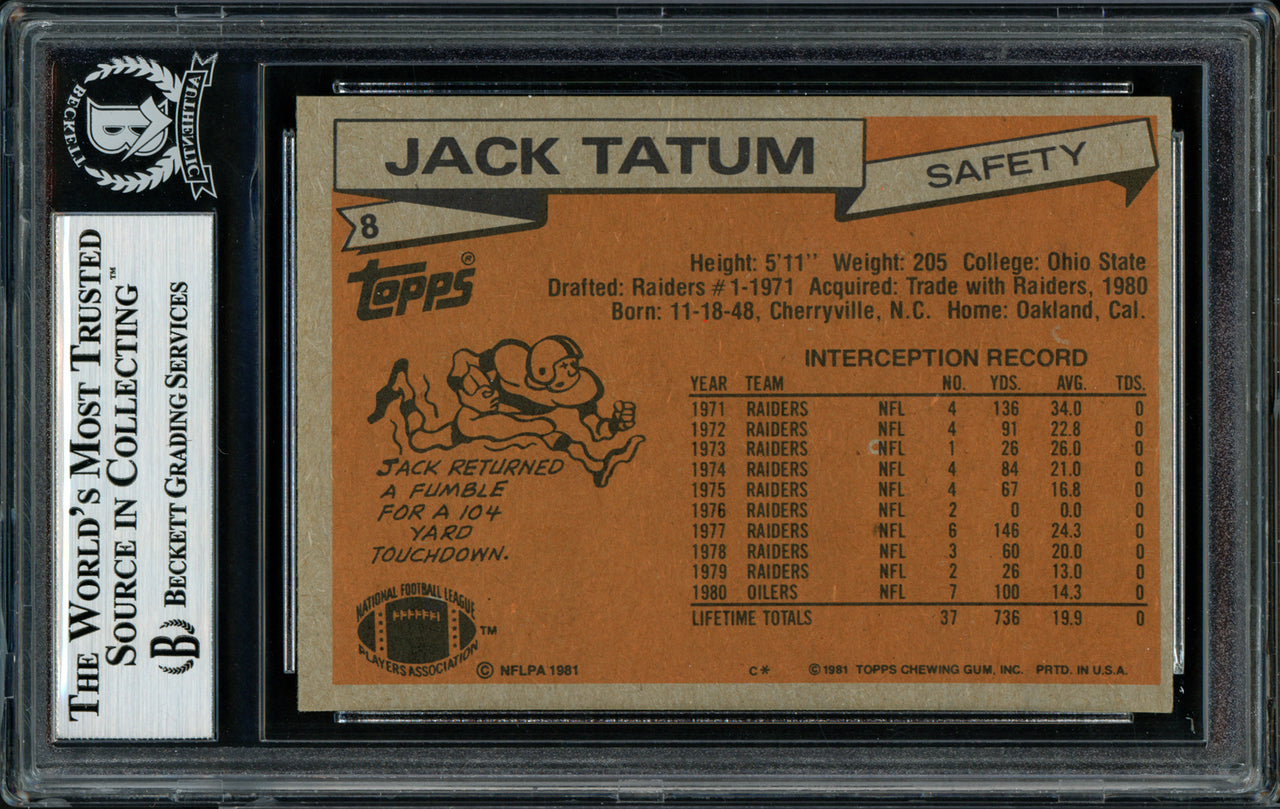 BECKETT
AUTHENTIC
B
THE WORLD'S MOST TRUSTED
SOURCE IN COLLECTING™
B BECKETT GRADING SERVICES
JACK TATUM
SAFETY
8
TOPPS®
Height: 5'11'' Weight: 205 College: Ohio State
Drafted: Raiders #1-1971 Acquired: Trade with Raiders, 1980
Born: 11-18-48, Cherryville, N.C. Home: Oakland, Cal.
JACK RETURNED
A FUMBLE
FOR A 104
YARD
TOUCHDOWN.
INTERCEPTION RECORD
YEAR TEAM NO. YDS. AVG. TDS.
1971 RAIDERS NFL 4 136 34.0 0
1972 RAIDERS NFL 4 91 22.8 0
1973 RAIDERS NFL 1 26 26.0 0
1974 RAIDERS NFL 4 84 21.0 0
1975 RAIDERS NFL 4 67 16.8 0
1976 RAIDERS NFL 2 0 0.0 0
1977 RAIDERS NFL 6 146 24.3 0
1978 RAIDERS NFL 3 60 20.0 0
1979 RAIDERS NFL 2 26 13.0 0
1980 OILERS NFL 7 100 14.3 0
LIFETIME TOTALS 37 736 19.9 0
NATIONAL FOOTBALL LEAGUE
PLAYERS ASSOCIATION
™
© NFLPA 1981
C*
© 1981 TOPPS CHEWING GUM, INC. PRTD. IN U.S.A.